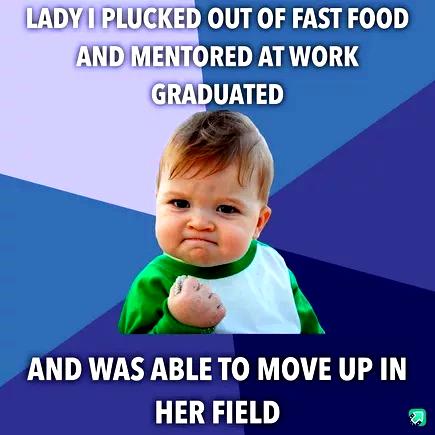 LADY I PLUCKED OUT OF FAST FOOD
AND MENTORED AT WORK
GRADUATED
AND WAS ABLE TO MOVE UP IN
HER FIELD